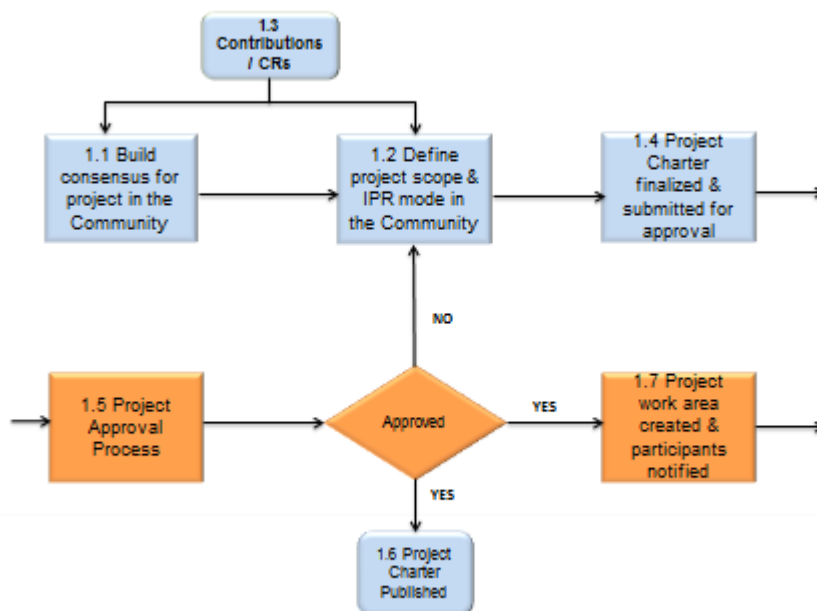 1.3
Contributions
/ CRs
1.1 Build
consensus for
project in the
Community
1.2 Define
project scope &
IPR mode in
the Community
1.4 Project
Charter
finalized &
submitted for
approval
NO
1.5 Project
Approval
Process
Approved
YES
1.7 Project
work area
created &
participants
notified
YES
1.6 Project
Charter
Published